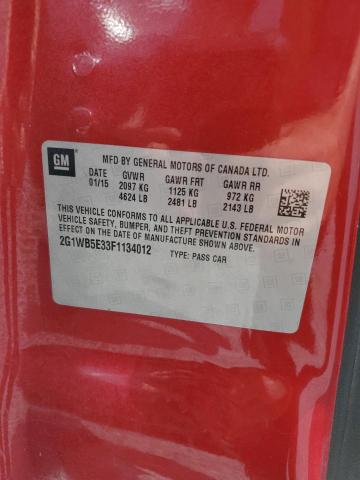 GM
MFD BY GENERAL MOTORS OF CANADA LTD.
DATE GVWR GAWR FRT GAWR RR
01/15 2097 KG 1125 KG 972 KG
4624 LB 2481 LB 2143 LB
THIS VEHICLE CONFORMS TO ALL APPLICABLE U.S. FEDERAL MOTOR
VEHICLE SAFETY, BUMPER, AND THEFT PREVENTION STANDARDS IN
EFFECT ON THE DATE OF MANUFACTURE SHOWN ABOVE.
2G1WB5E33F1134012 TYPE: PASS CAR